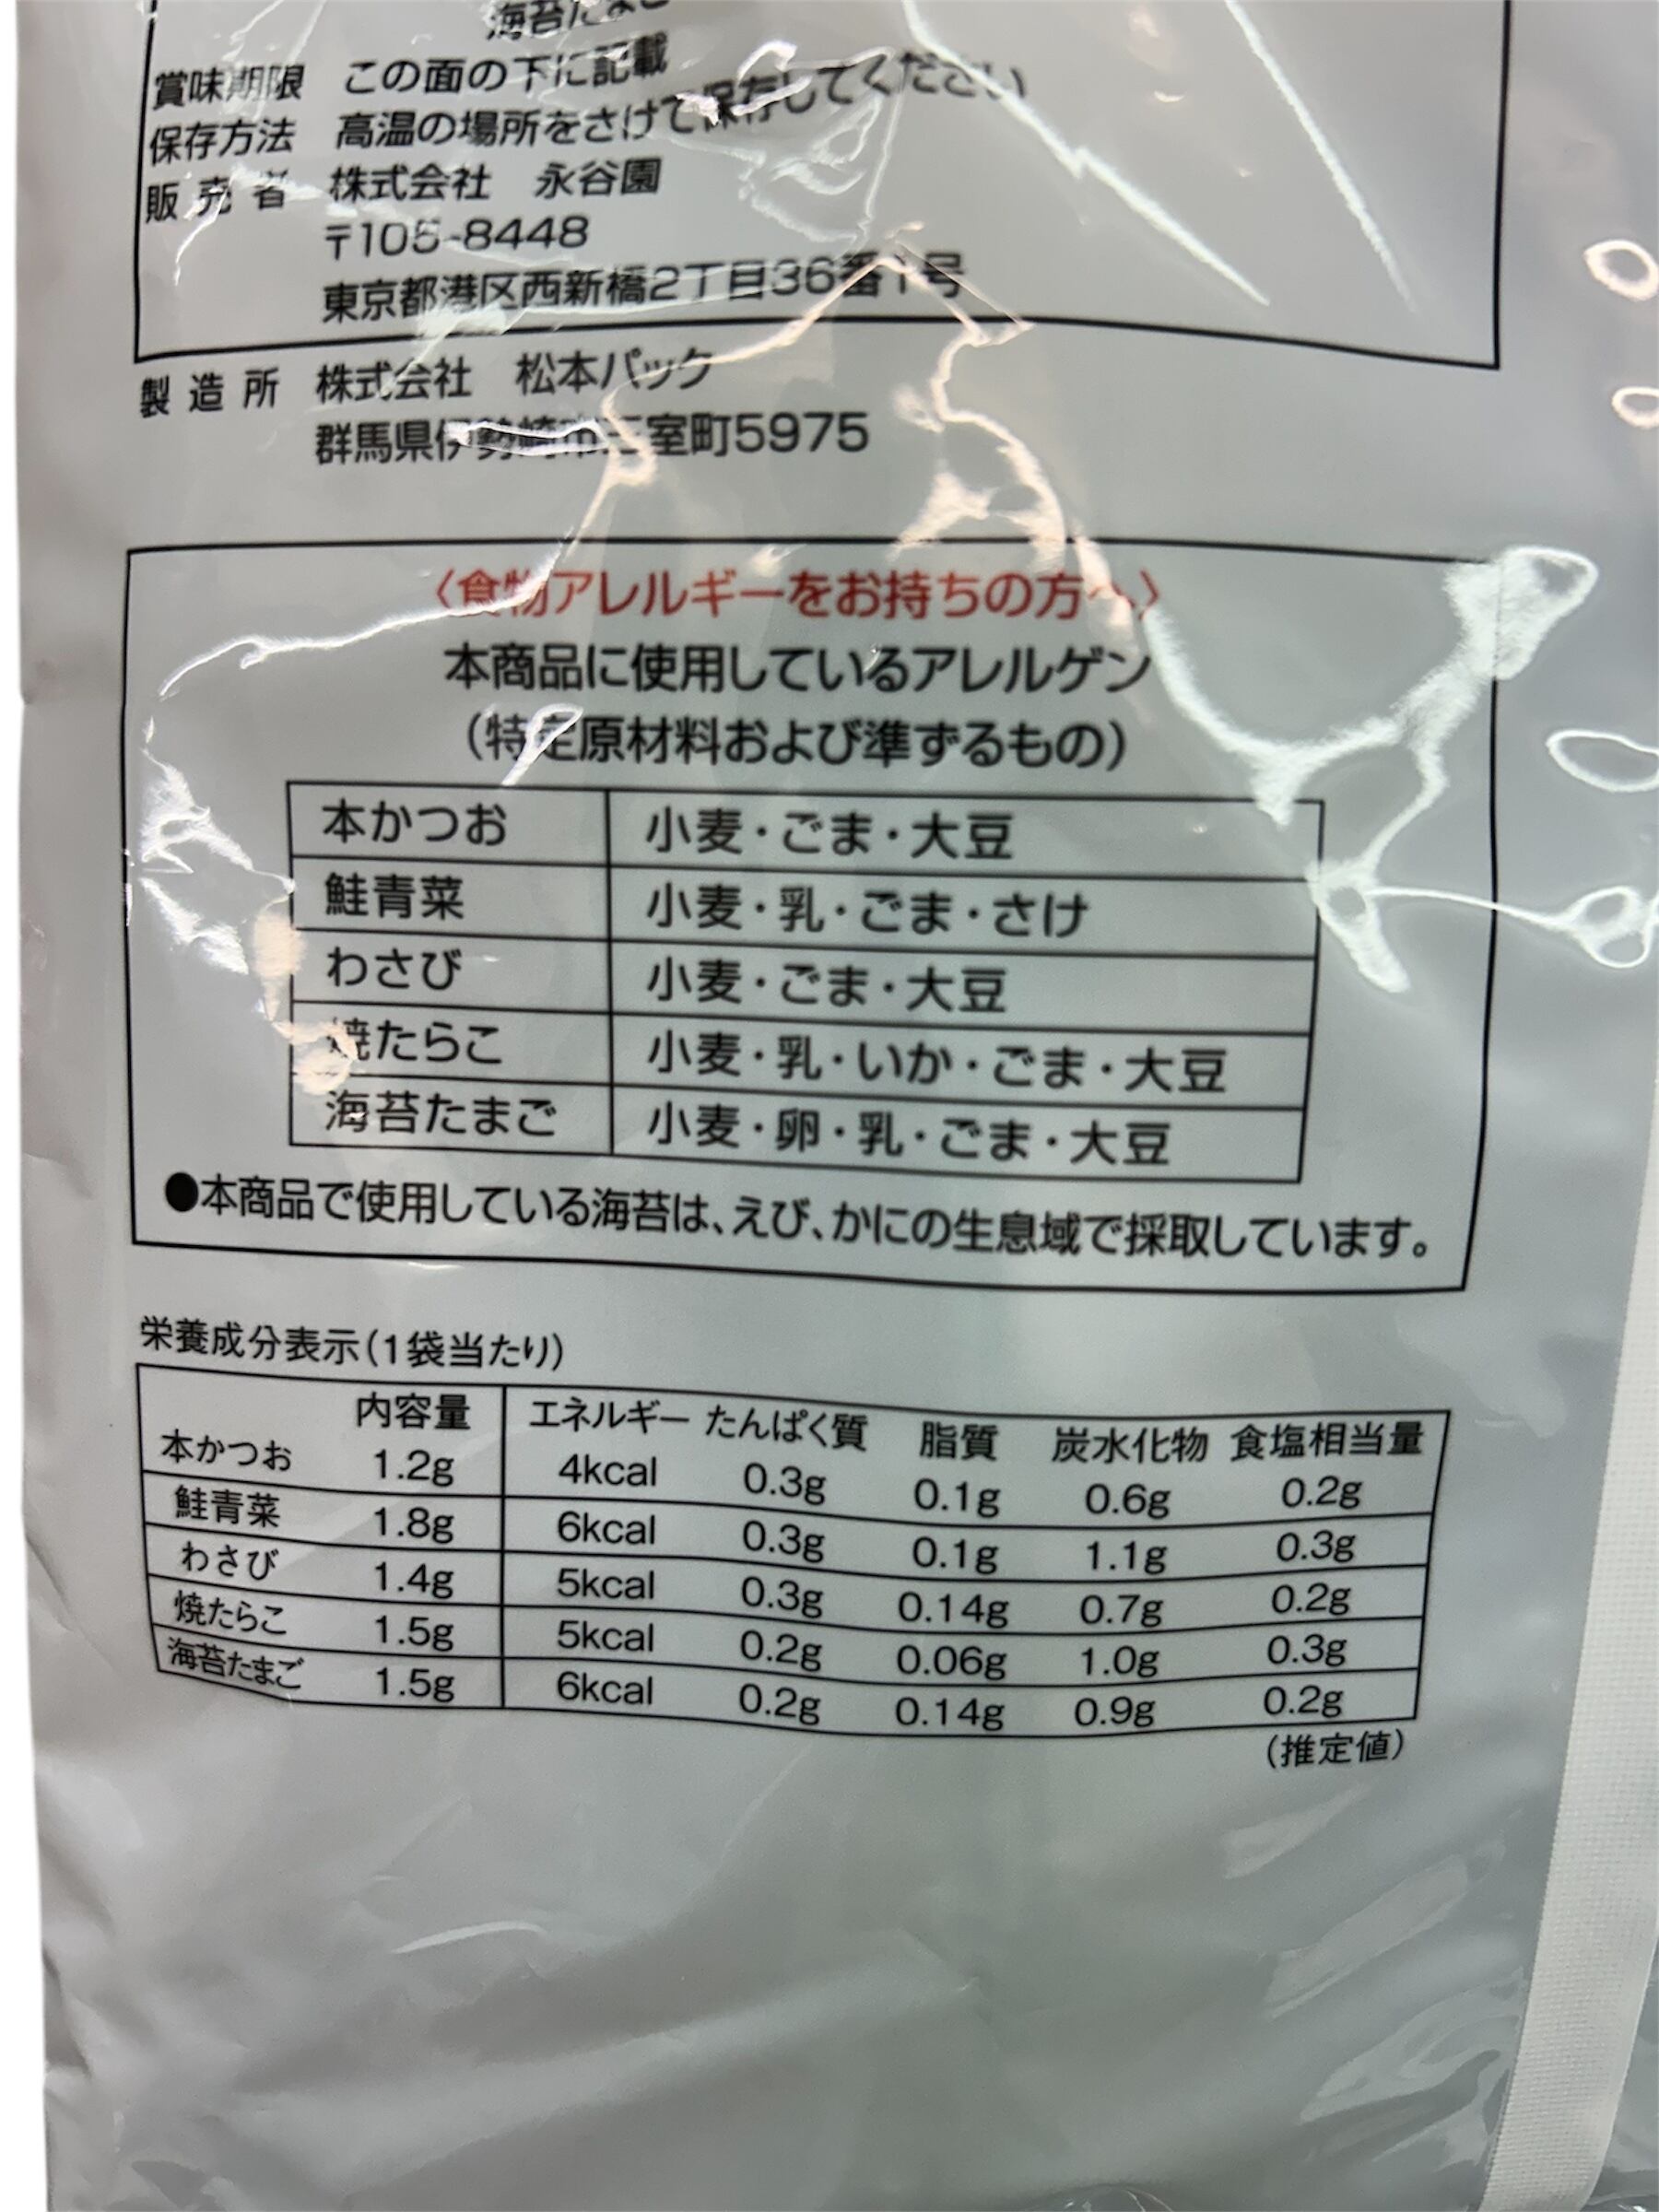 海苔たまご
賞味期限 この面の下に記載
保存方法 高温の場所をさけて保存してください
販売者 株式会社 永谷園
〒105-8448
東京都港区西新橋2丁目36番1号
製造所 株式会社 松本パック
群馬県伊勢崎市三室町5975
〈食物アレルギーをお持ちの方へ〉
本商品に使用しているアレルゲン
(特定原材料および準ずるもの)
本かつお 小麦・ごま・大豆
鮭青菜 小麦・乳・ごま・さけ
わさび 小麦・ごま・大豆
焼たらこ 小麦・乳・いか・ごま・大豆
海苔たまご 小麦・卵・乳・ごま・大豆
●本商品で使用している海苔は、えび、かにの生息域で採取しています。
栄養成分表示(1袋当たり)
内容量 エネルギー たんぱく質 脂質 炭水化物 食塩相当量
本かつお 1.2g 4kcal 0.3g 0.1g 0.6g 0.2g
鮭青菜 1.8g 6kcal 0.3g 0.1g 1.1g 0.3g
わさび 1.4g 5kcal 0.3g 0.14g 0.7g 0.2g
焼たらこ 1.5g 5kcal 0.2g 0.06g 1.0g 0.3g
海苔たまご 1.5g 6kcal 0.2g 0.14g 0.9g 0.2g
(推定値)